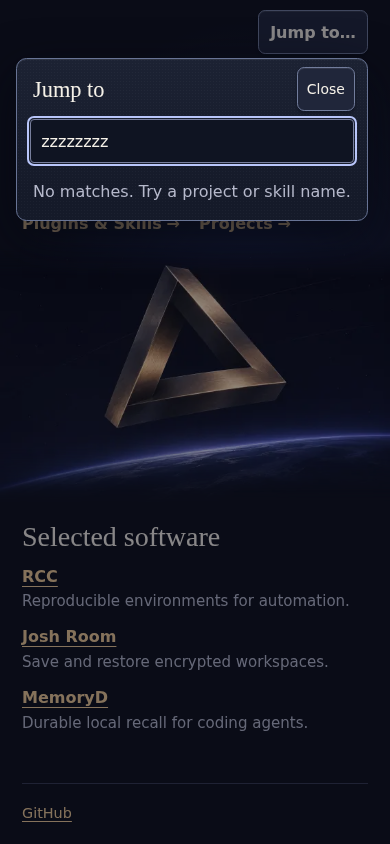 Jump to…
Jump to
Close
zzzzzzzz
No matches. Try a project or skill name.
Plugins & Skills → Projects →
Selected software
RCC
Reproducible environments for automation.
Josh Room
Save and restore encrypted workspaces.
MemoryD
Durable local recall for coding agents.
GitHub